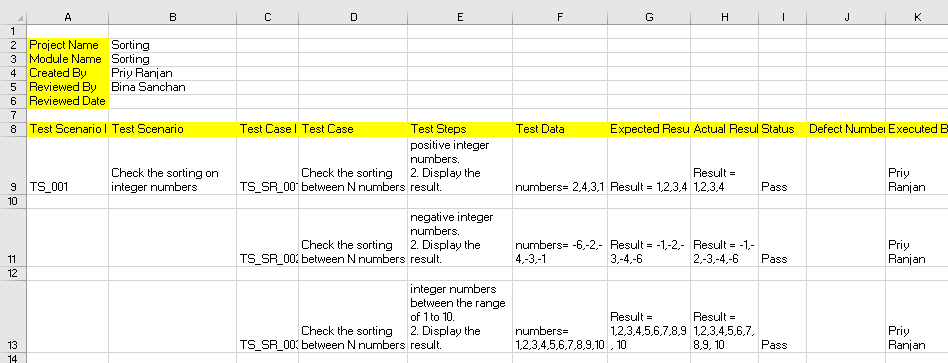 A B C D E F G H I J K
1
2 Project Name Sorting
3 Module Name Sorting
4 Created By Priy Ranjan
5 Reviewed By Bina Sanchan
6 Reviewed Date
7
8 Test Scenario I Test Scenario Test Case I Test Case Test Steps Test Data Expected Resu Actual Resul Status Defect Number Executed B
positive integer
numbers.
Check the sorting on Check the sorting 2. Display the Result = Priy
9 TS_001 integer numbers TS_SR_001 between N numbers result. numbers= 2,4,3,1 Result = 1,2,3,4 1,2,3,4 Pass Ranjan
10
negative integer
numbers.
Check the sorting 2. Display the numbers= -6,-2,- Result = -1,-2,- Result = -1,- Priy
11 TS_SR_002 between N numbers result. 4,-3,-1 3,-4,-6 2,-3,-4,-6 Pass Ranjan
12
integer numbers
between the range
of 1 to 10. Result = Result =
Check the sorting 2. Display the numbers= 1,2,3,4,5,6,7,8,9 1,2,3,4,5,6,7, Priy
13 TS_SR_003 between N numbers result. 1,2,3,4,5,6,7,8,9,10 , 10 8,9, 10 Pass Ranjan
14